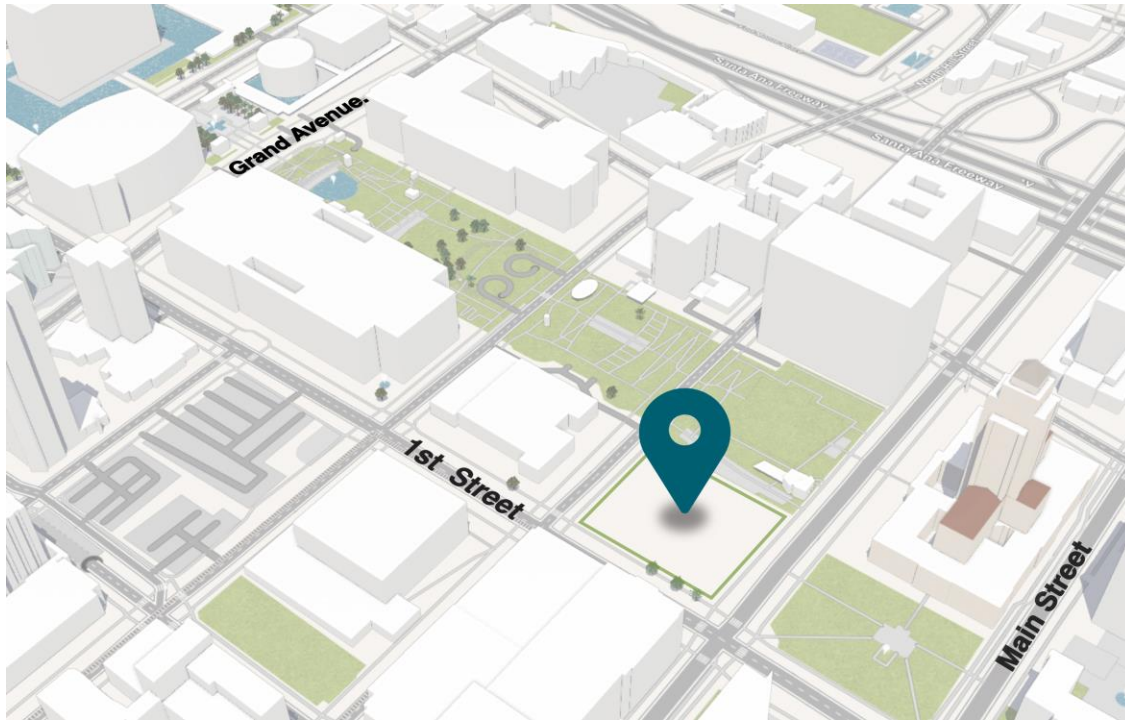 Santa Ana Freeway
Grand Avenue.
Santa Ana Freeway
1st Street
Main Street